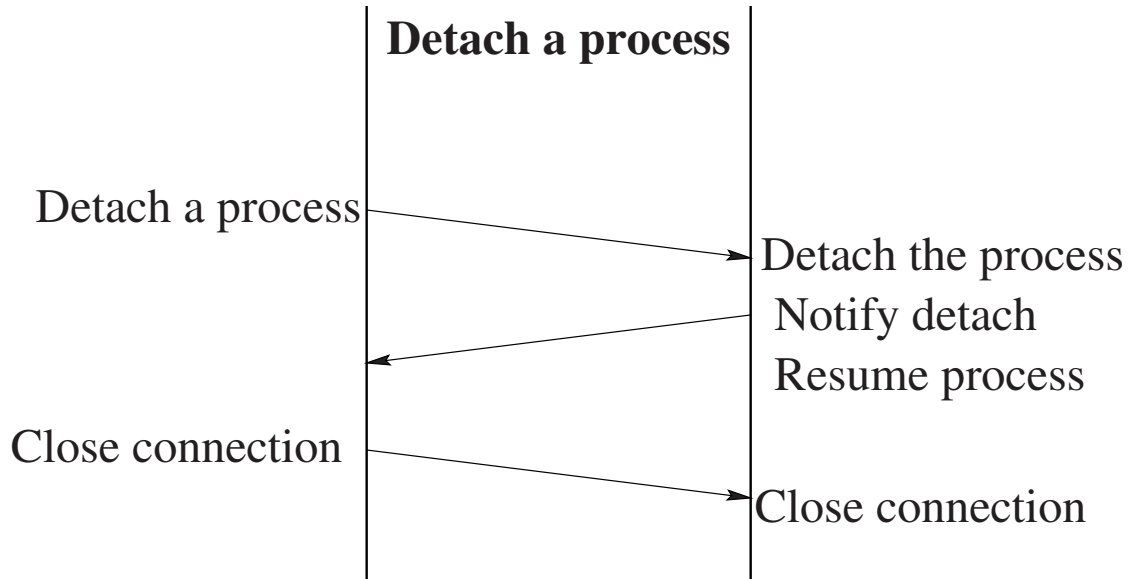 Detach a process
Detach a process
Detach the process
Notify detach
Resume process
Close connection
Close connection